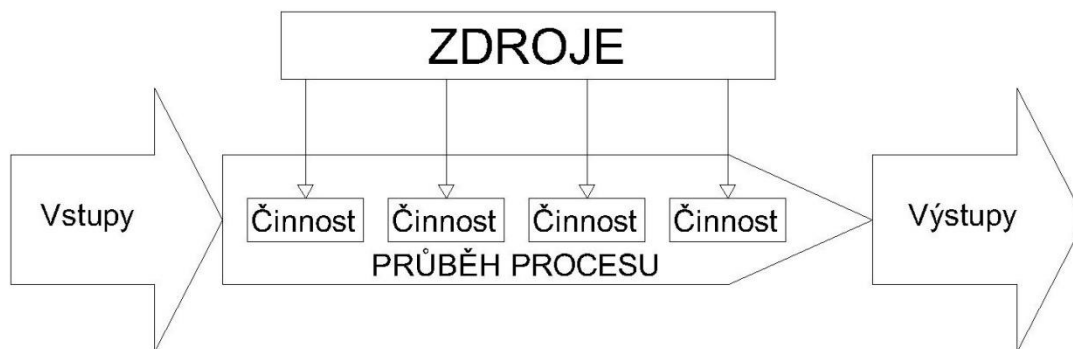 ZDROJE
Vstupy
Činnost
Činnost
Činnost
Činnost
PRŮBĚH PROCESU
Výstupy